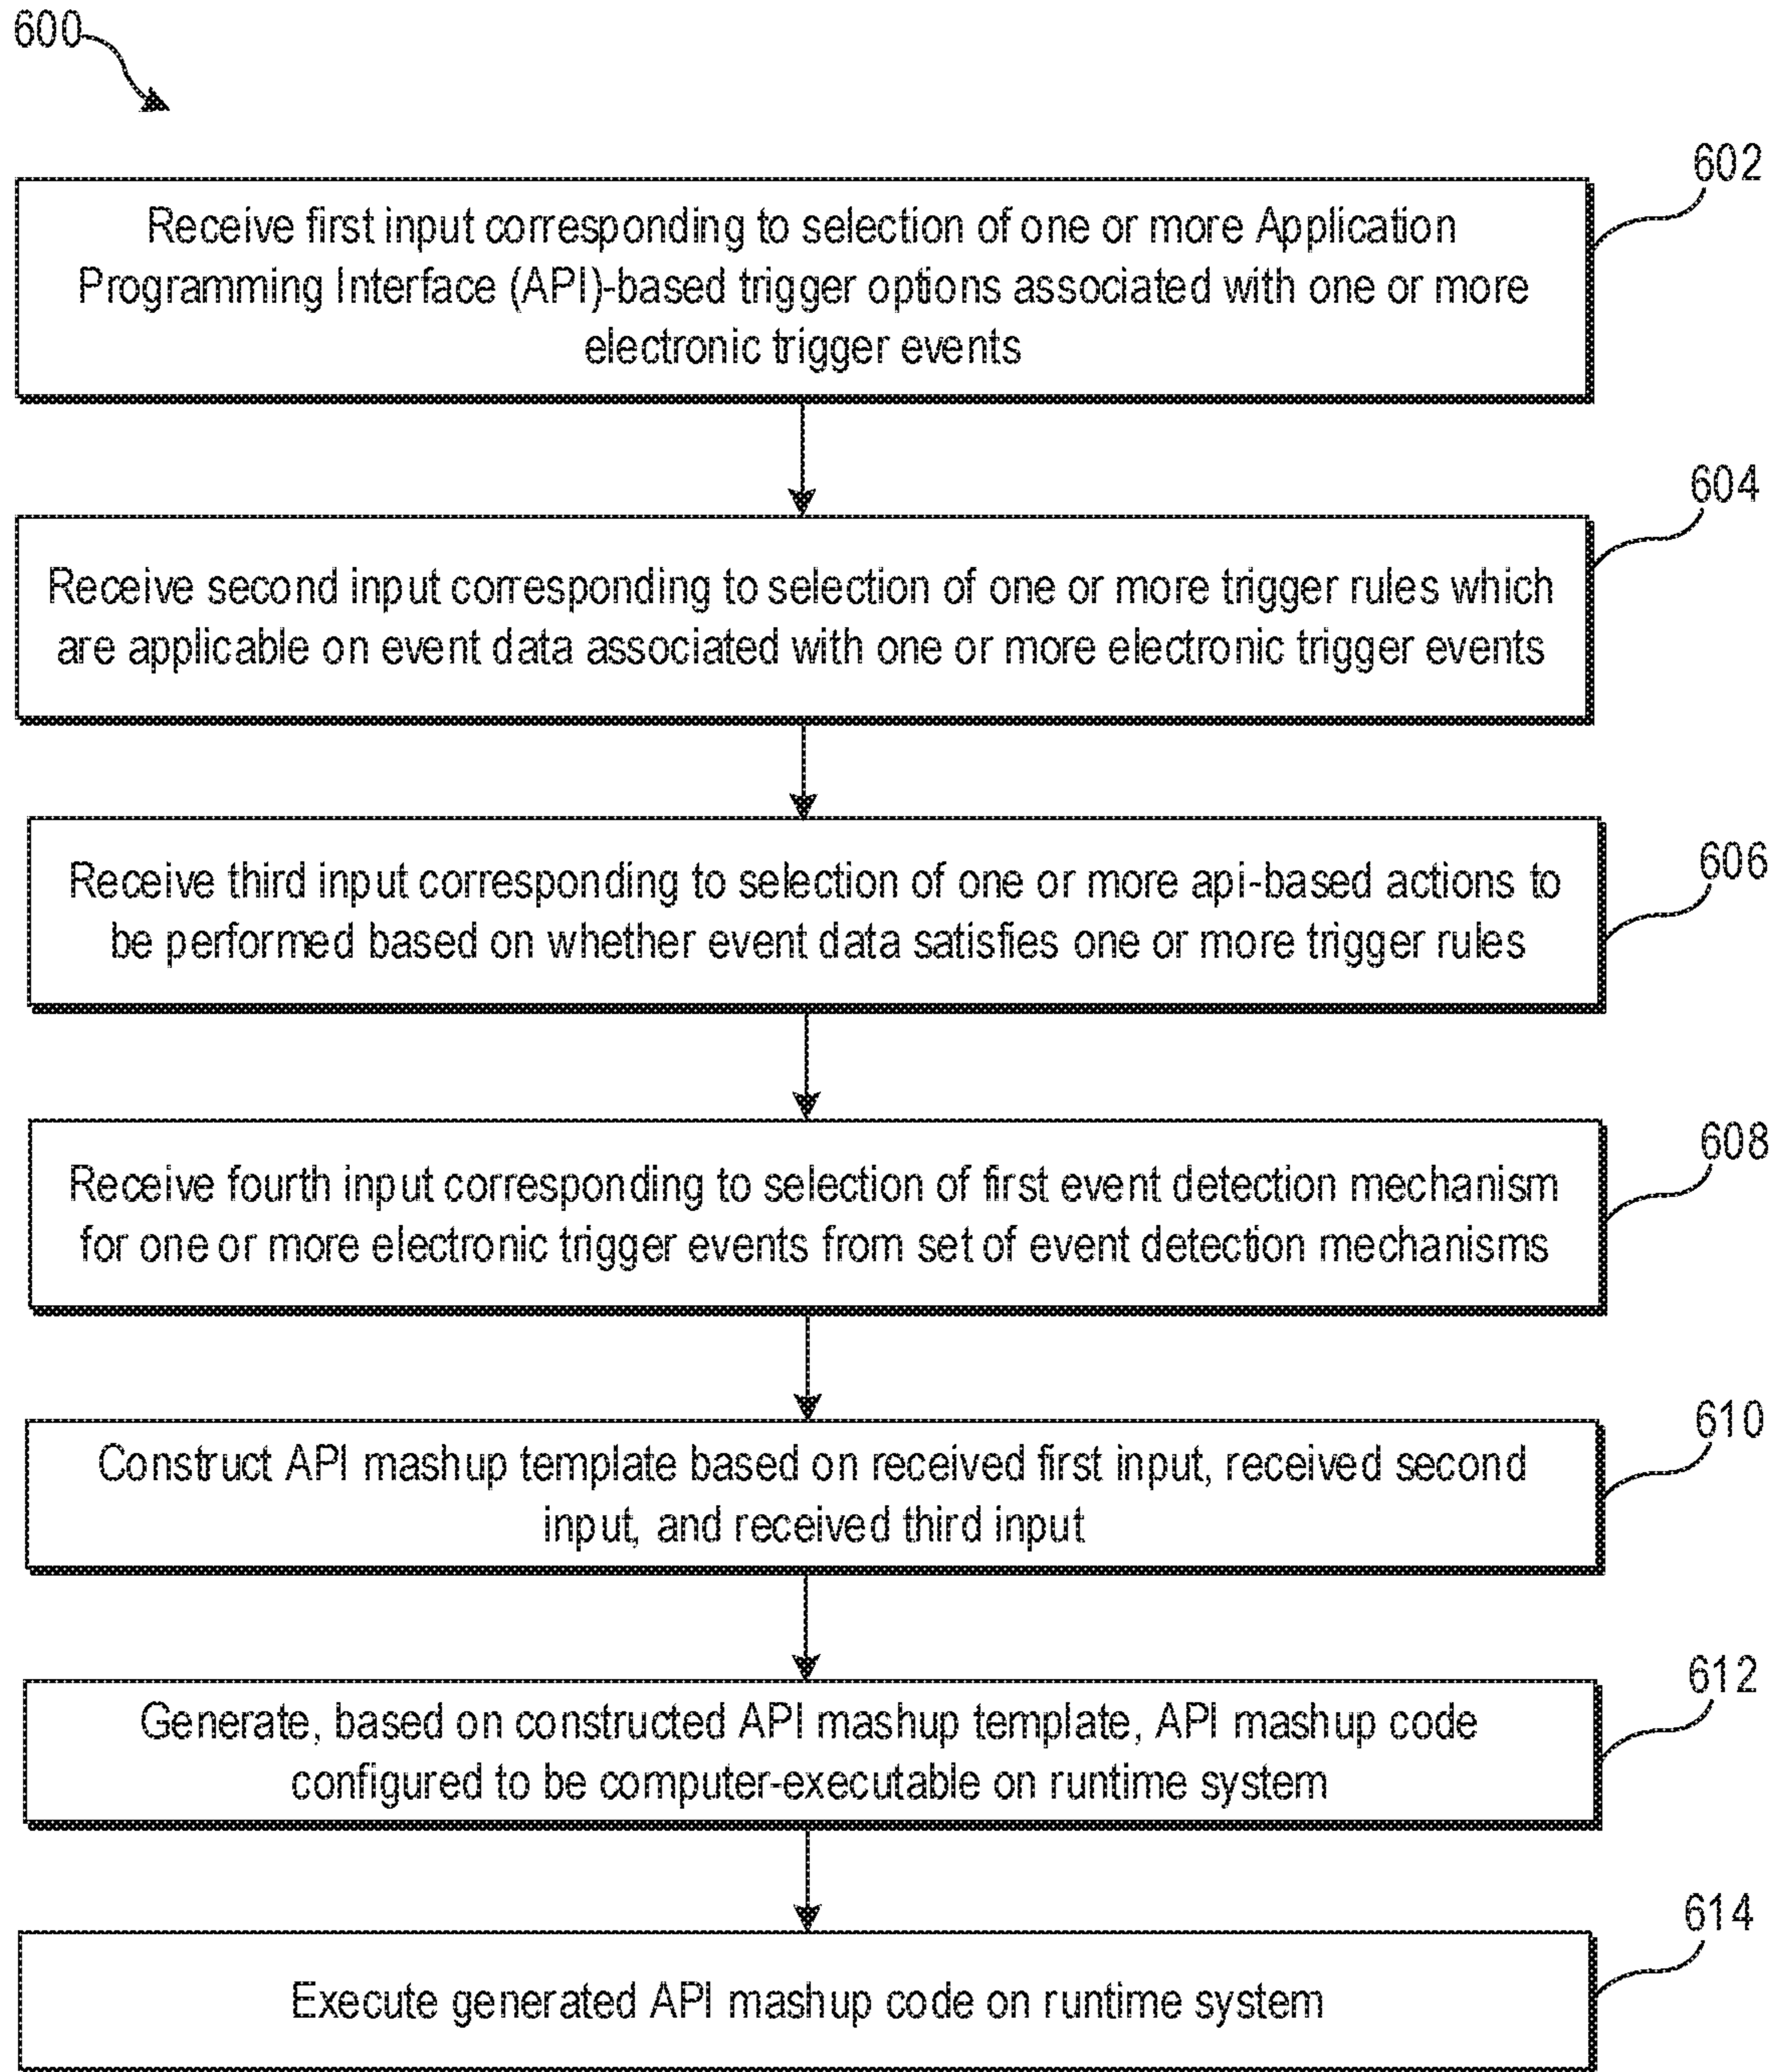 600
602
Receive first input corresponding to selection of one or more Application
Programming Interface (API)-based trigger options associated with one or more
electronic trigger events
604
Receive second input corresponding to selection of one or more trigger rules which
are applicable on event data associated with one or more electronic trigger events
606
Receive third input corresponding to selection of one or more api-based actions to
be performed based on whether event data satisfies one or more trigger rules
608
Receive fourth input corresponding to selection of first event detection mechanism
for one or more electronic trigger events from set of event detection mechanisms
610
Construct API mashup template based on received first input, received second
input, and received third input
612
Generate, based on constructed API mashup template, API mashup code
configured to be computer-executable on runtime system
614
Execute generated API mashup code on runtime system